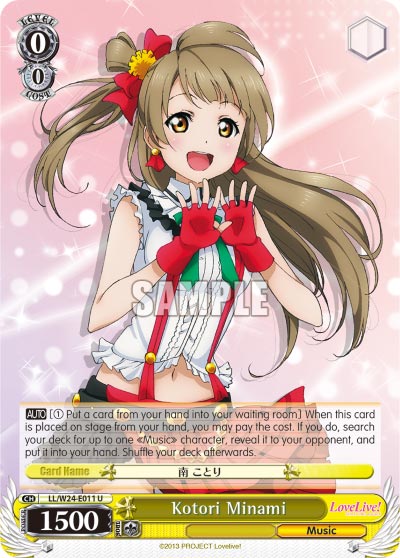 LEVEL
0
0
COST
SAMPLE
AUTO [① Put a card from your hand into your waiting room] When this card
is placed on stage from your hand, you may pay the cost. If you do, search
your deck for up to one ≪Music≫ character, reveal it to your opponent, and
put it into your hand. Shuffle your deck afterwards.
Card Name 南 ことり
CH LL/W24-E011 U
POWER 1500 SOUL Kotori Minami LoveLive!
Music
©2013 PROJECT Lovelive!